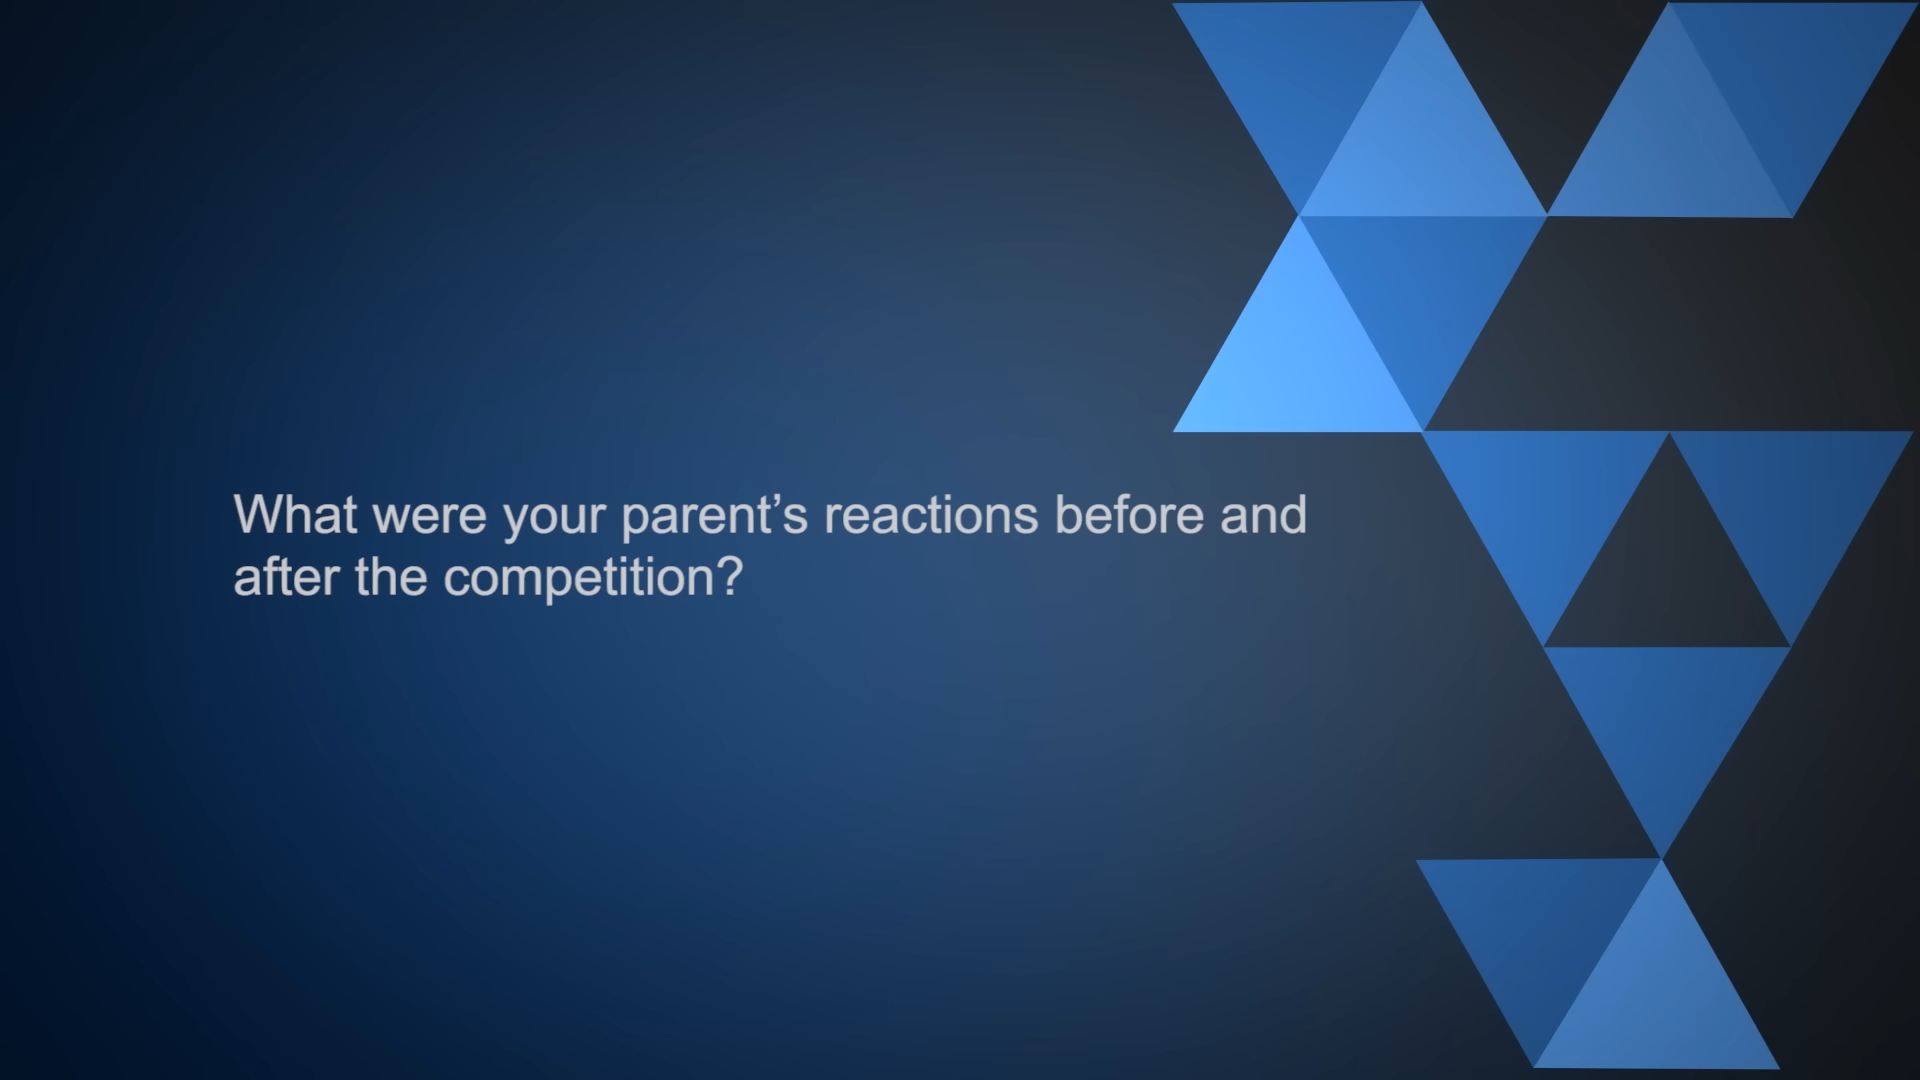 What were your parent’s reactions before and
after the competition?